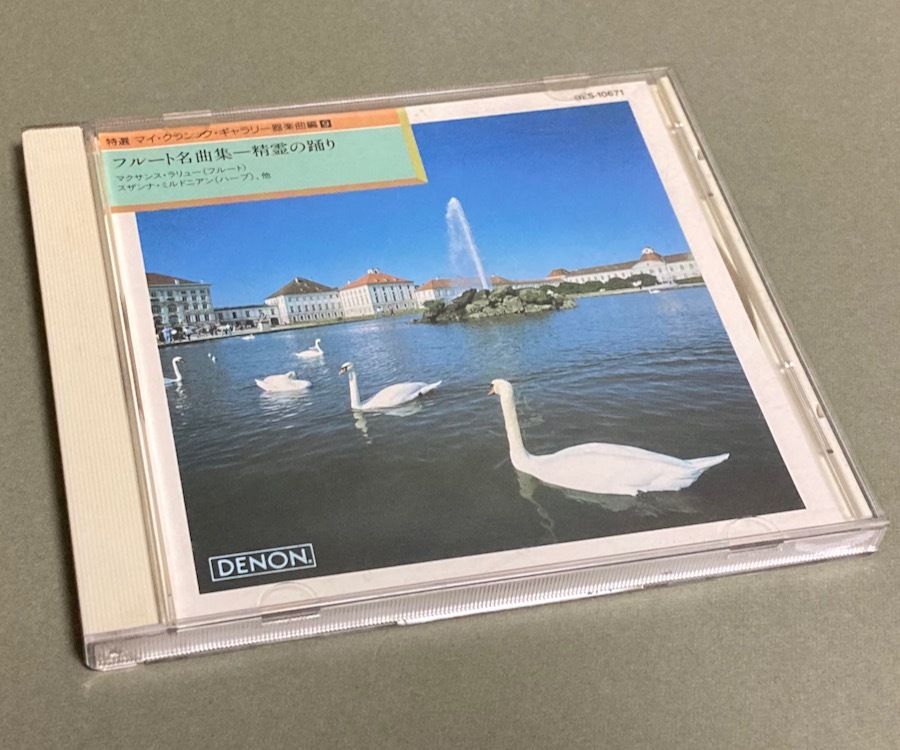 GES-10671
特選 マイ・クラシック・ギャラリー器楽曲編 9
フルート名曲集―精霊の踊り
マクサンス・ラリュー(フルート)
スザンナ・ミルドニアン(ハープ)、他
DENON